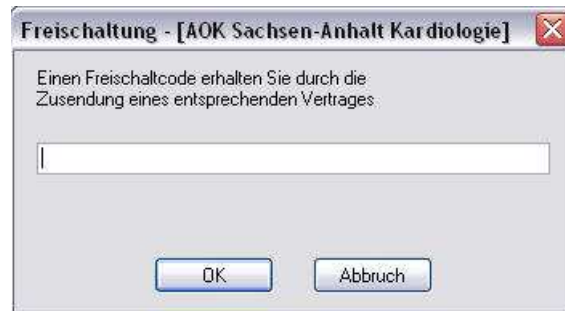 Freischaltung - [AOK Sachsen-Anhalt Kardiologie]
Einen Freischaltcode erhalten Sie durch die
Zusendung eines entsprechenden Vertrages
OK
Abbruch